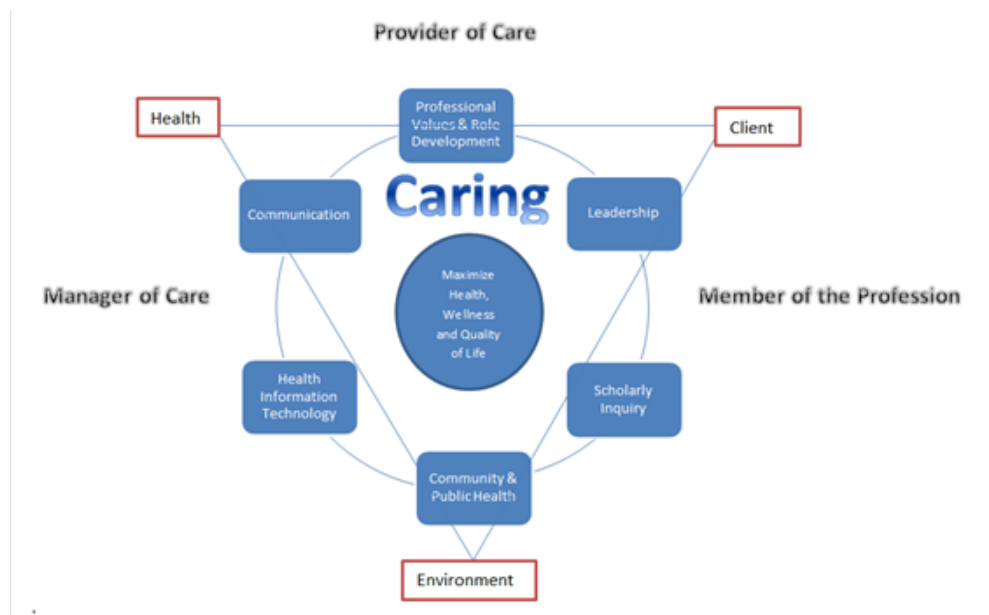 Provider of Care
Professional
Values & Role
Development
Health
Client
Caring
Communication
Leadership
Maximize
Health,
Wellness
and Quality
of Life
Manager of Care
Member of the Profession
Health
Information
Technology
Scholarly
Inquiry
Community &
Public Health
Environment